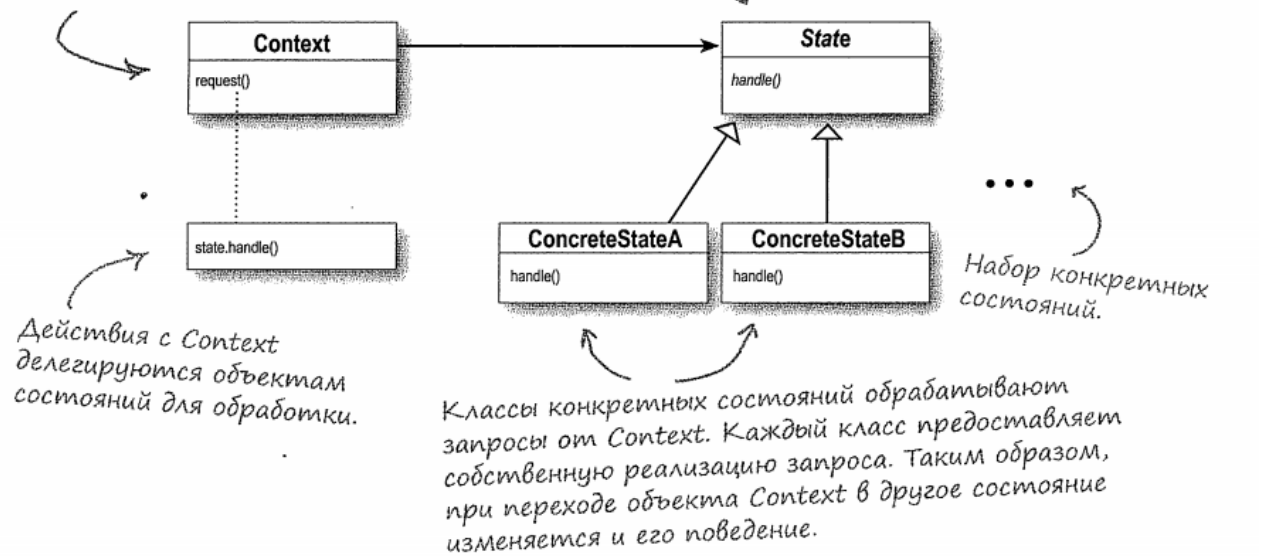 Context
request()
State
handle()
state.handle()
ConcreteStateA
handle()
ConcreteStateB
handle()
Набор конкретных
состояний.
Действия с Context
делегируются объектам
состояний для обработки.
Классы конкретных состояний обрабатывают
запросы от Context. Каждый класс предоставляет
собственную реализацию запроса. Таким образом,
при переходе объекта Context в другое состояние
изменяется и его поведение.